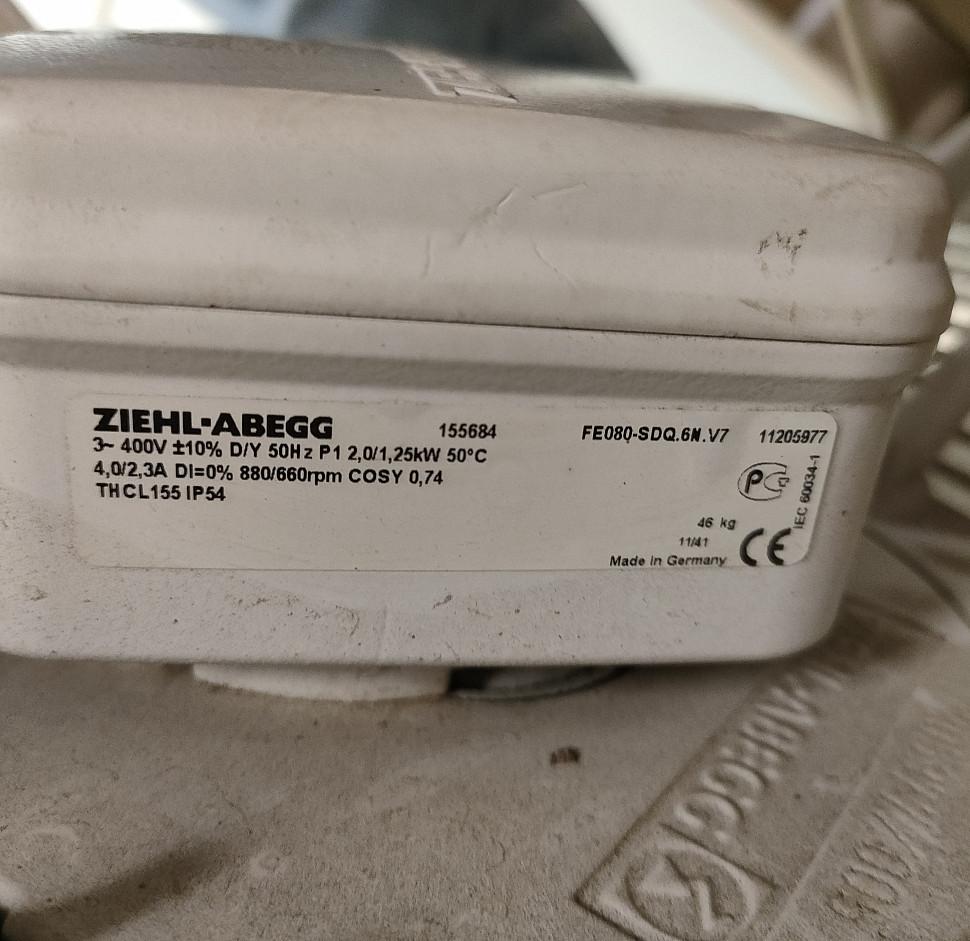 ZIEHL-ABEGG 155684 FE080-SDQ.6N.V7 11205977
3~ 400V ±10% D/Y 50Hz P1 2,0/1,25kW 50°C
4,0/2,3A DI=0% 880/660rpm COSY 0,74
THCL155 IP54
IEC 60034-1
46 kg
11/41
CE
Made in Germany